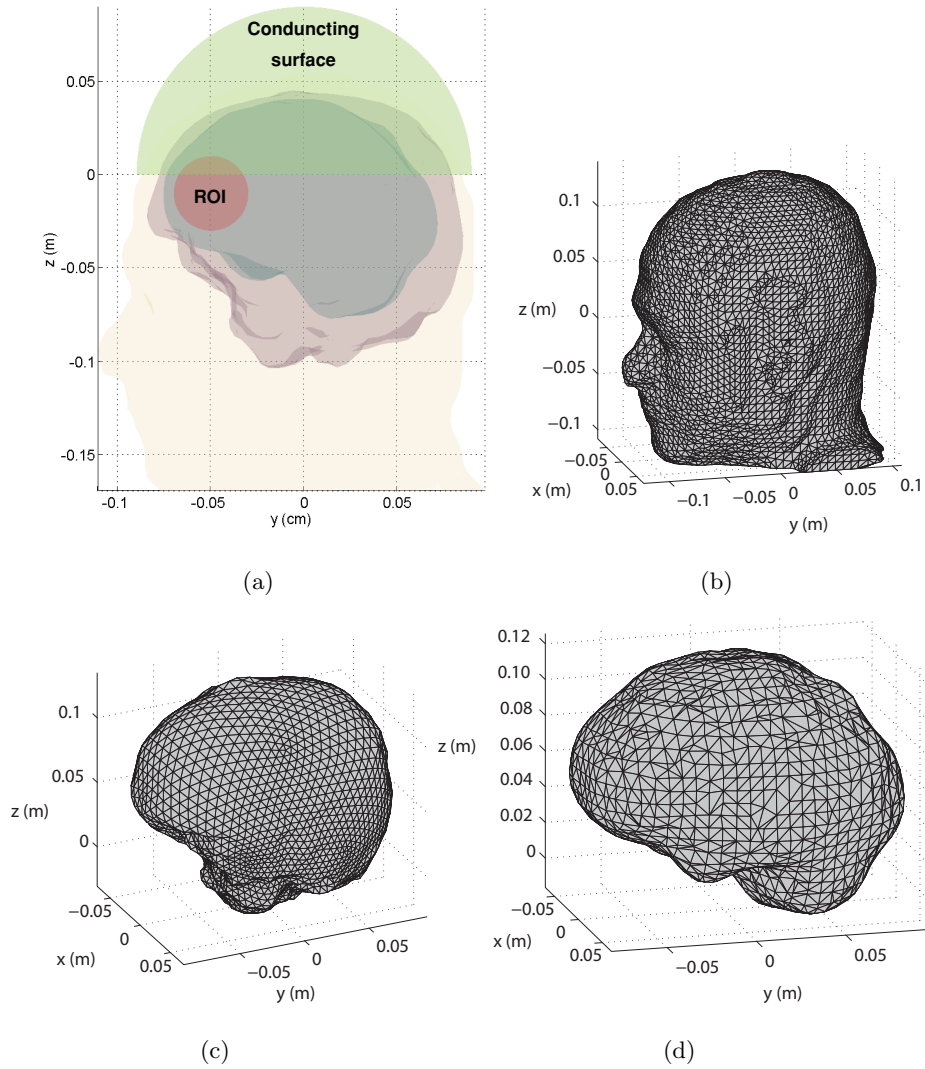 Conduncting
surface
ROI
0.05
0
-0.05
-0.1
-0.15
z (m)
-0.1
-0.05
0
0.05
y (cm)
(a)
0.1
0.05
z (m)
0
−0.05
−0.1
−0.05
0
0.05
x (m)
−0.1
−0.05
0
0.05
0.1
y (m)
(b)
0.1
0.05
z (m)
0
−0.05
0
0.05
x (m)
−0.05
0
0.05
y (m)
(c)
0.12
0.10
0.08
z (m)
0.06
0.04
0.02
0
−0.05
0
0.05
x (m)
−0.05
0
0.05
y (m)
(d)